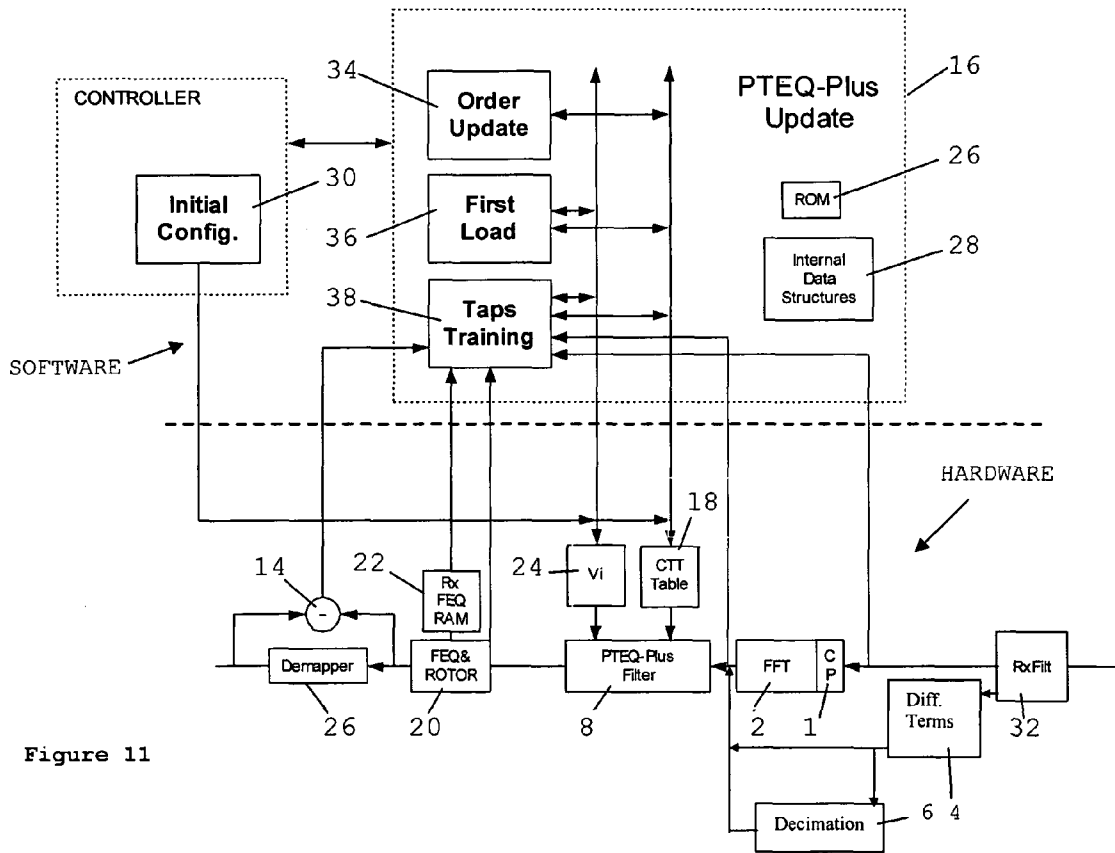 34
16
CONTROLLER
Order
Update
PTEQ-Plus
Update
30
26
Initial
Config.
36
First
Load
ROM
28
38
Taps
Training
Internal
Data
Structures
SOFTWARE
HARDWARE
18
14
22
24
Vi
CTT
Table
Rx
FEQ
RAM
-
Demapper
FEQ&
ROTOR
PTEQ-Plus
Filter
FFT
C
P
RxFilt
26
20
8
2
1
Diff.
Terms
32
Figure 11
Decimation
6 4